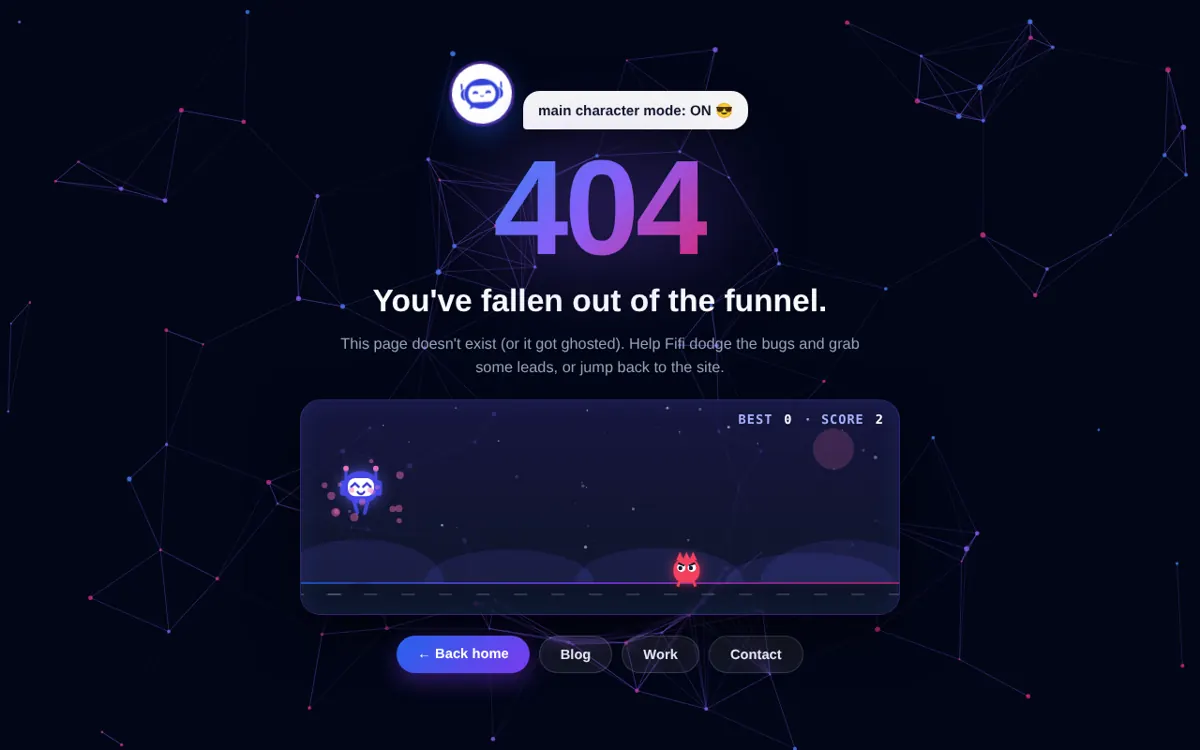 main character mode: ON 😎
404
You've fallen out of the funnel.
This page doesn't exist (or it got ghosted). Help Fifi dodge the bugs and grab
some leads, or jump back to the site.
BEST 0 · SCORE 2
← Back home
Blog
Work
Contact